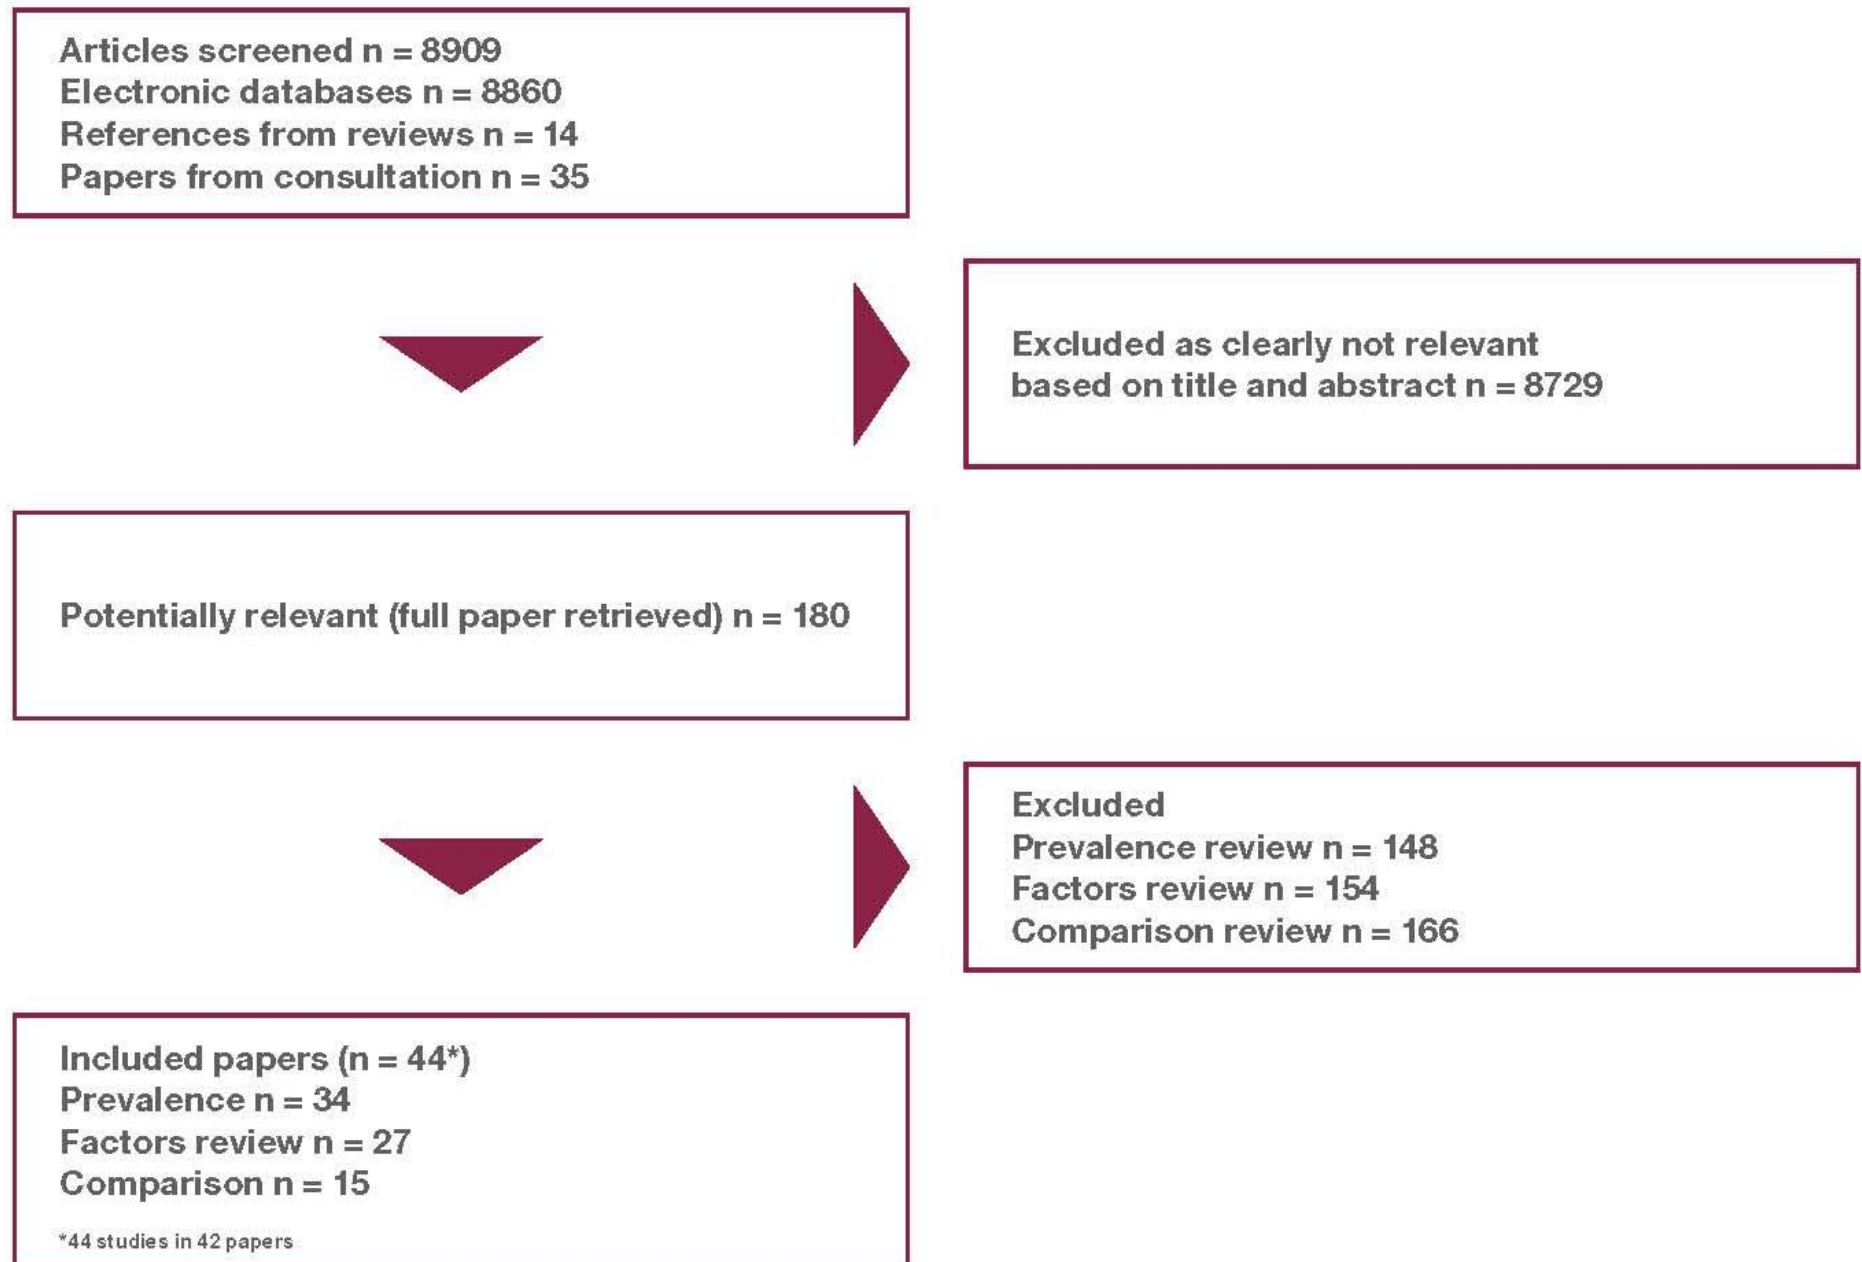 Articles screened n = 8909
Electronic databases n = 8860
References from reviews n = 14
Papers from consultation n = 35
Excluded as clearly not relevant
based on title and abstract n = 8729
Potentially relevant (full paper retrieved) n = 180
Excluded
Prevalence review n = 148
Factors review n = 154
Comparison review n = 166
Included papers (n = 44*)
Prevalence n = 34
Factors review n = 27
Comparison n = 15
*44 studies in 42 papers